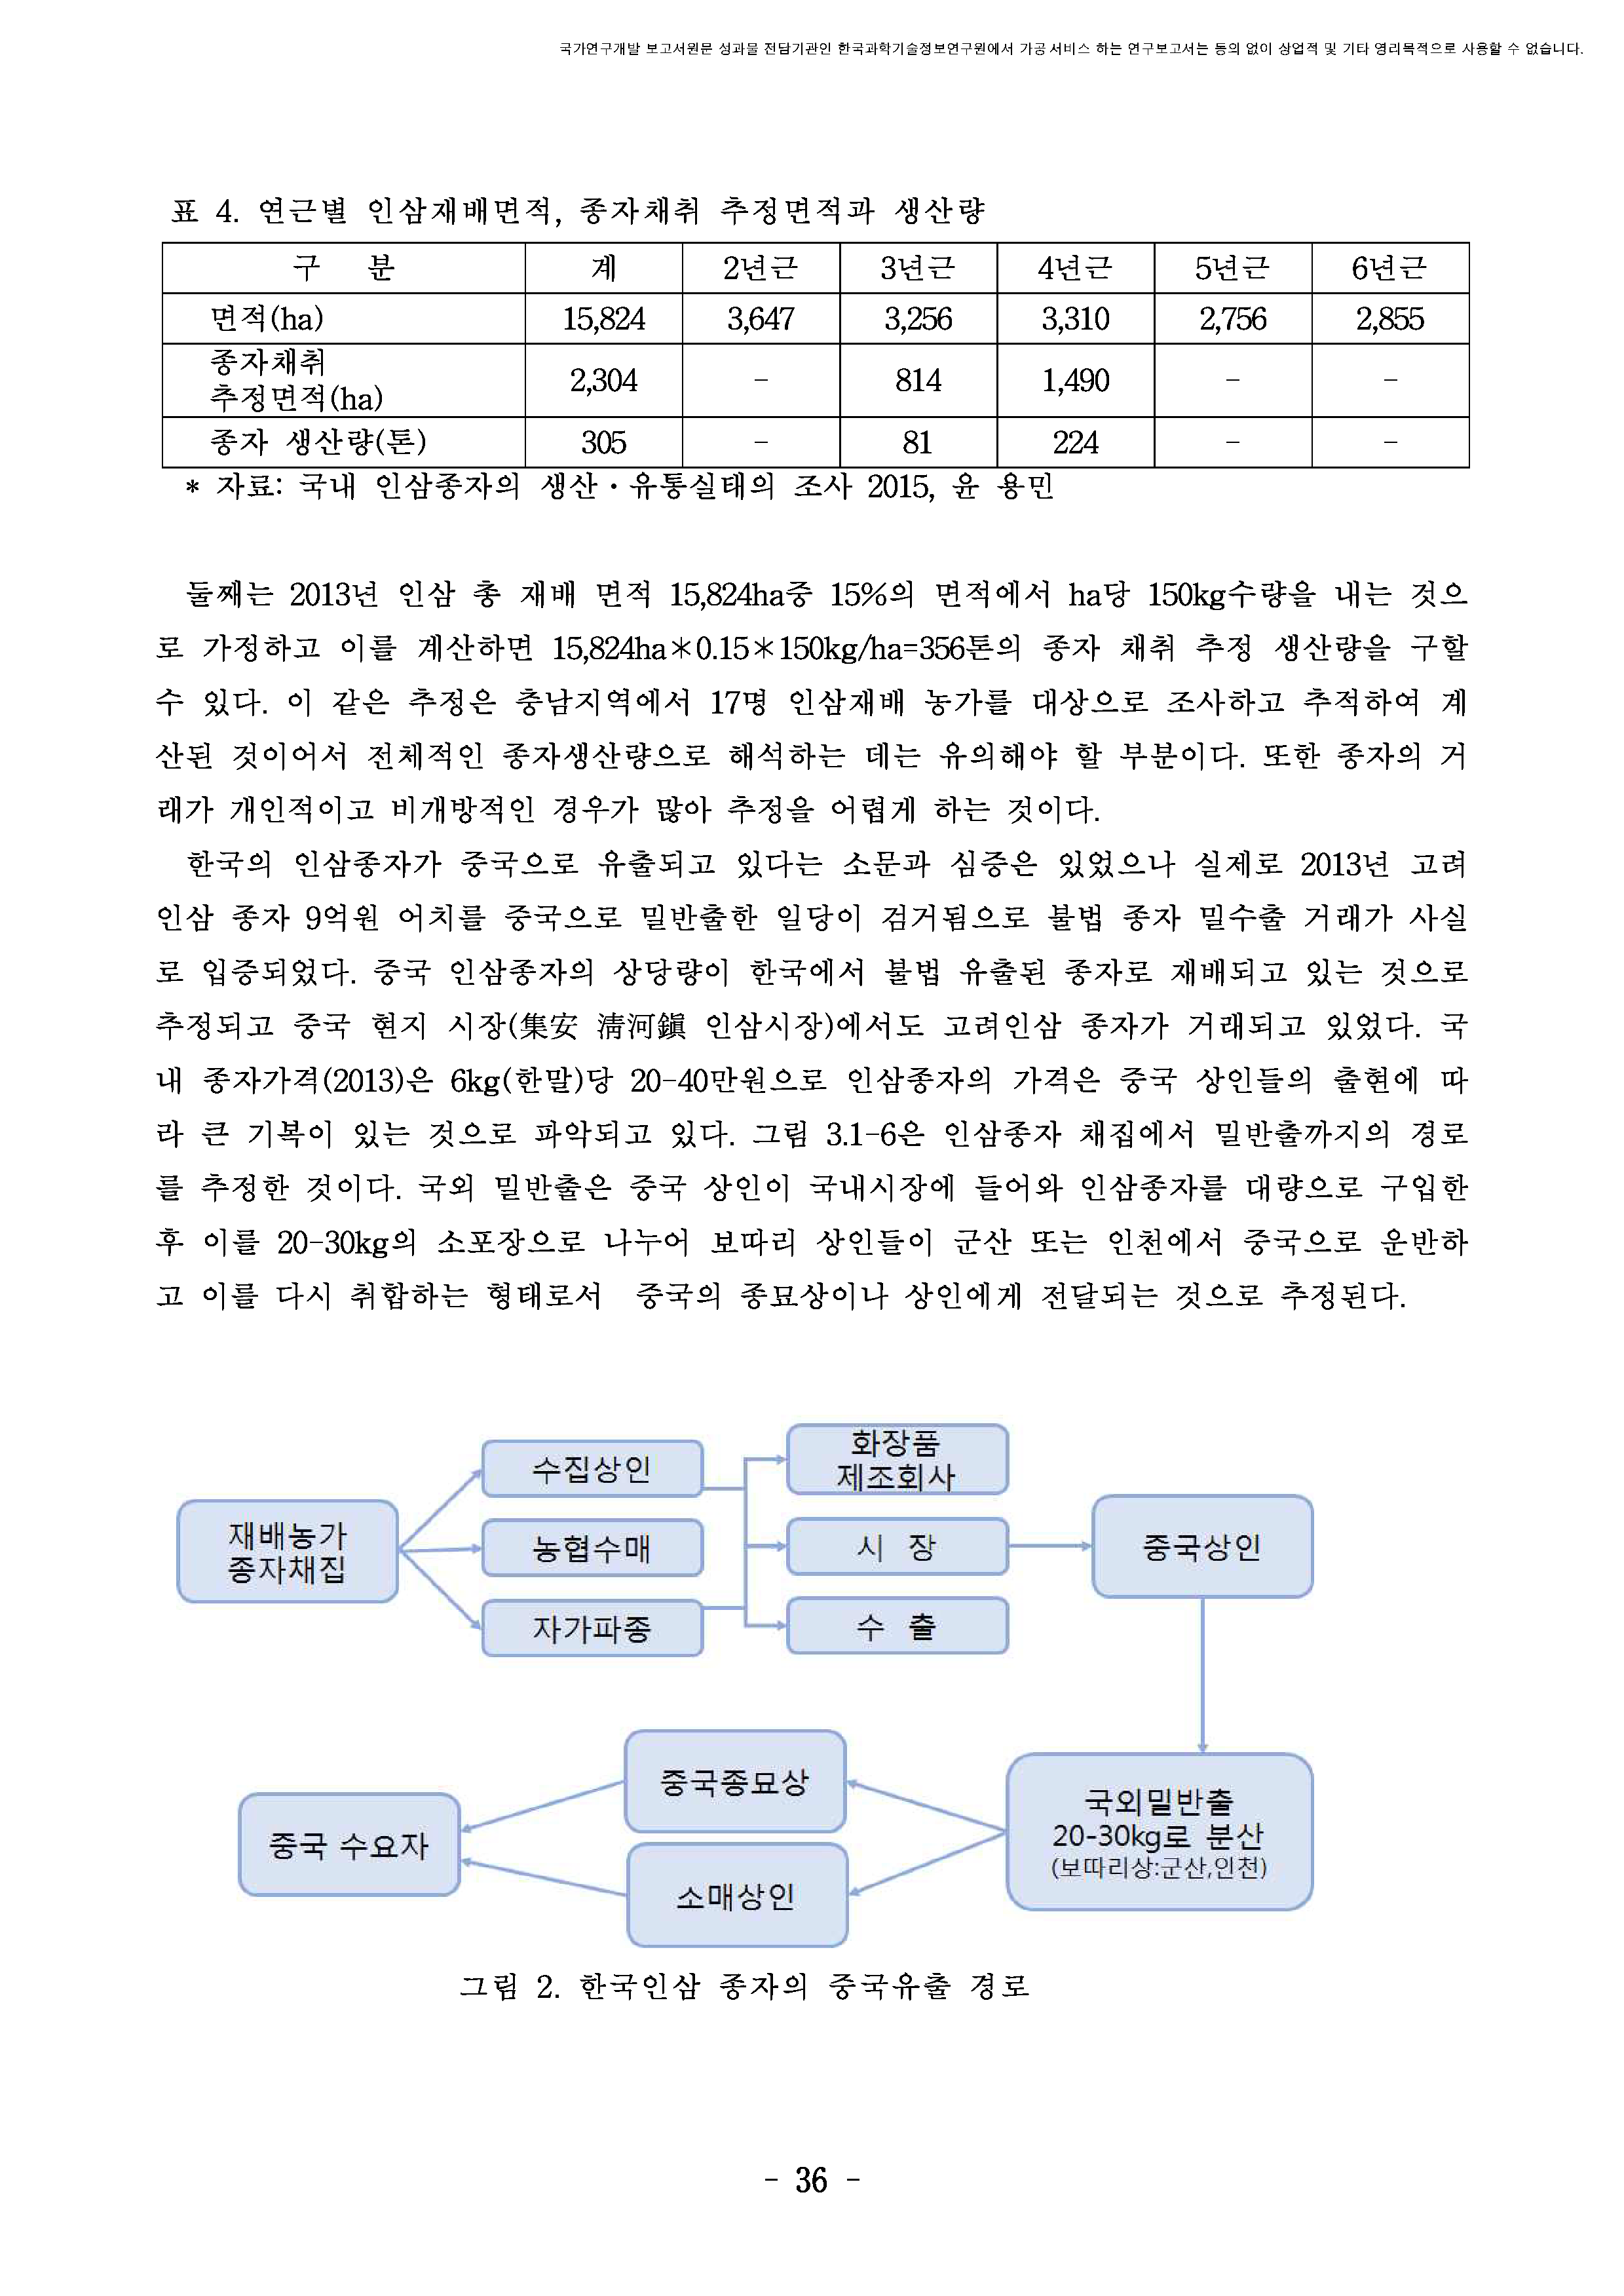 국가연구개발 보고서원문 성과물 전담기관인 한국과학기술정보연구원에서 가공·서비스 하는 연구보고서는 동의 없이 상업적 및 기타 영리목적으로 사용할 수 없습니다.
표 4. 연근별 인삼재배면적, 종자채취 추정면적과 생산량
구 분 계 2년근 3년근 4년근 5년근 6년근
면적(ha) 15,824 3,647 3,256 3,310 2,756 2,855
종자채취
추정면적(ha) 2,304 - 814 1,490 - -
종자 생산량(톤) 305 - 81 224 - -
* 자료: 국내 인삼종자의 생산·유통실태의 조사 2015, 윤 용민
둘째는 2013년 인삼 총 재배 면적 15,824ha중 15%의 면적에서 ha당 150kg수량을 내는 것으
로 가정하고 이를 계산하면 15,824ha*0.15*150kg/ha=356톤의 종자 채취 추정 생산량을 구할
수 있다. 이 같은 추정은 충남지역에서 17명 인삼재배 농가를 대상으로 조사하고 추적하여 계
산된 것이어서 전체적인 종자생산량으로 해석하는 데는 유의해야 할 부분이다. 또한 종자의 거
래가 개인적이고 비개방적인 경우가 많아 추정을 어렵게 하는 것이다.
한국의 인삼종자가 중국으로 유출되고 있다는 소문과 심증은 있었으나 실제로 2013년 고려
인삼 종자 9억원 어치를 중국으로 밀반출한 일당이 검거됨으로 불법 종자 밀수출 거래가 사실
로 입증되었다. 중국 인삼종자의 상당량이 한국에서 불법 유출된 종자로 재배되고 있는 것으로
추정되고 중국 현지 시장(集安 淸河鎭 인삼시장)에서도 고려인삼 종자가 거래되고 있었다. 국
내 종자가격(2013)은 6kg(한말)당 20-40만원으로 인삼종자의 가격은 중국 상인들의 출현에 따
라 큰 기복이 있는 것으로 파악되고 있다. 그림 3.1-6은 인삼종자 채집에서 밀반출까지의 경로
를 추정한 것이다. 국외 밀반출은 중국 상인이 국내시장에 들어와 인삼종자를 대량으로 구입한
후 이를 20-30kg의 소포장으로 나누어 보따리 상인들이 군산 또는 인천에서 중국으로 운반하
고 이를 다시 취합하는 형태로서 중국의 종묘상이나 상인에게 전달되는 것으로 추정된다.
재배농가
종자채집
수집상인
농협수매
자가파종
화장품
제조회사
시 장
수 출
중국상인
국외밀반출
20-30kg로 분산
(보따리상:군산,인천)
중국종묘상
소매상인
중국 수요자
그림 2. 한국인삼 종자의 중국유출 경로
- 36 -